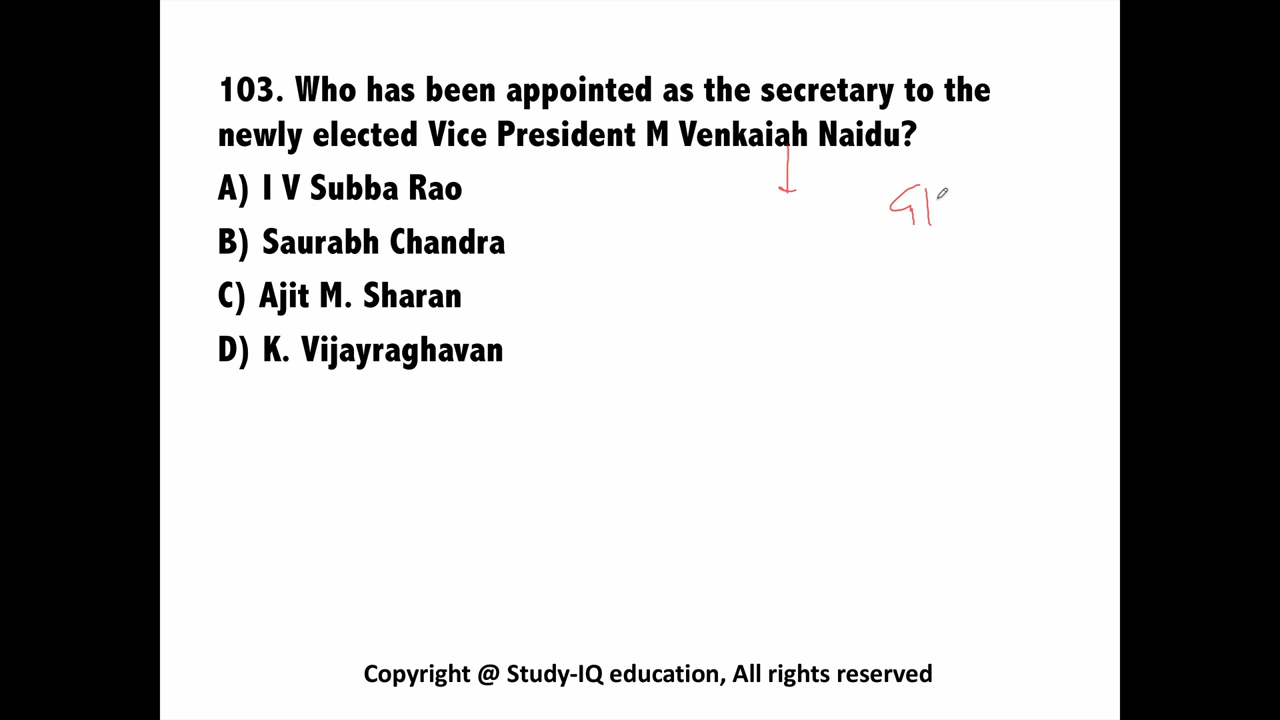 103. Who has been appointed as the secretary to the
newly elected Vice President M Venkaiah Naidu?
A) I V Subba Rao
B) Saurabh Chandra
C) Ajit M. Sharan
D) K. Vijayraghavan
Copyright @ Study-IQ education, All rights reserved